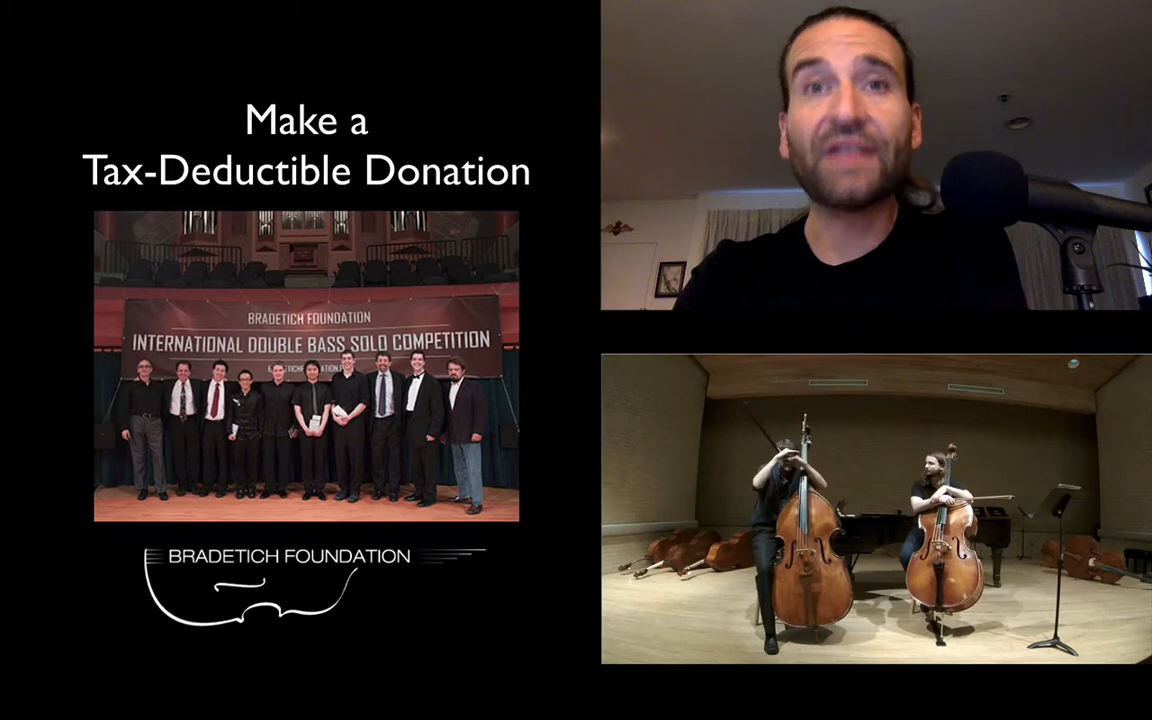 Make a
Tax-Deductible Donation
BRADETICH FOUNDATION
INTERNATIONAL DOUBLE BASS SOLO COMPETITION
BRADETICH FOUNDATION